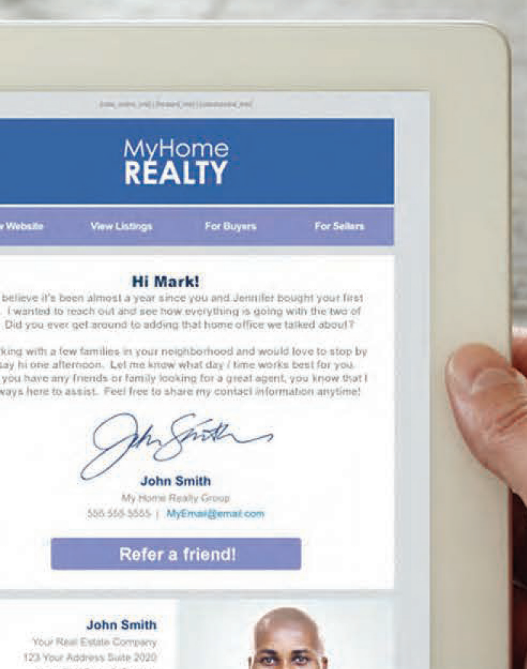 MyHome
REALTY
Website
View Listings
For Buyers
For Sellers
Hi Mark!
believe it's been almost a year since you and Jennifer bought your first
I wanted to reach out and see how everything is going with the two of
Did you ever get around to adding that home office we talked about?
king with a few families in your neighborhood and would love to stop by
say hi one afternoon. Let me know what day / time works best for you.
you have any friends or family looking for a great agent, you know that I
ways here to assist. Feel free to share my contact information anytime!
John Smith
John Smith
My Home Realty Group
555-555-5555 | MyEmail@email.com
Refer a friend!
John Smith
Your Real Estate Company
123 Your Address Suite 2020